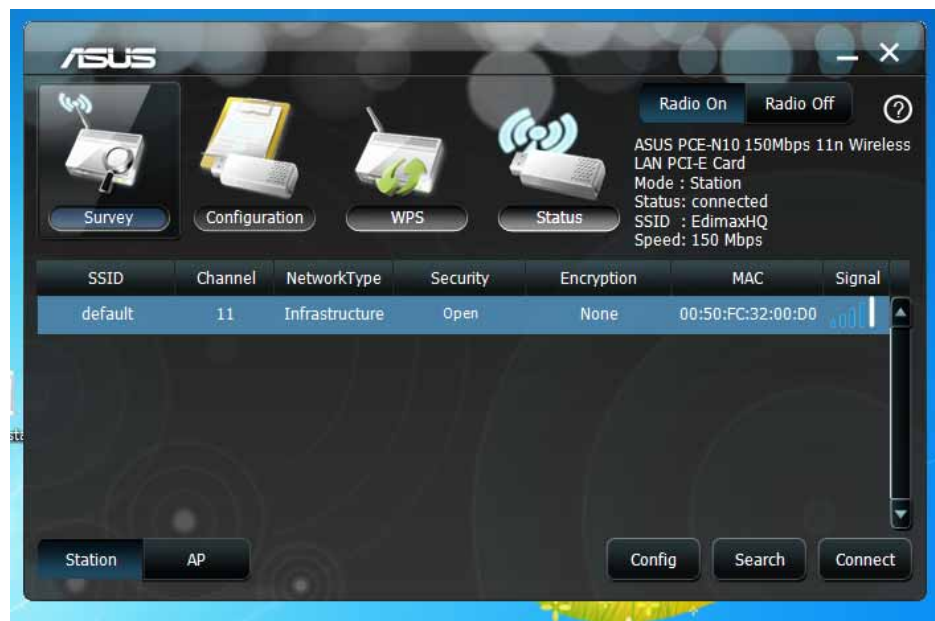 ASUS
Radio On Radio Off
ASUS PCE-N10 150Mbps 11n Wireless
LAN PCI-E Card
Mode : Station
Status: connected
SSID : EdimaxHQ
Speed: 150 Mbps
Survey Configuration WPS Status
SSID Channel NetworkType Security Encryption MAC Signal
default 11 Infrastructure Open None 00:50:FC:32:00:D0
Station AP Config Search Connect